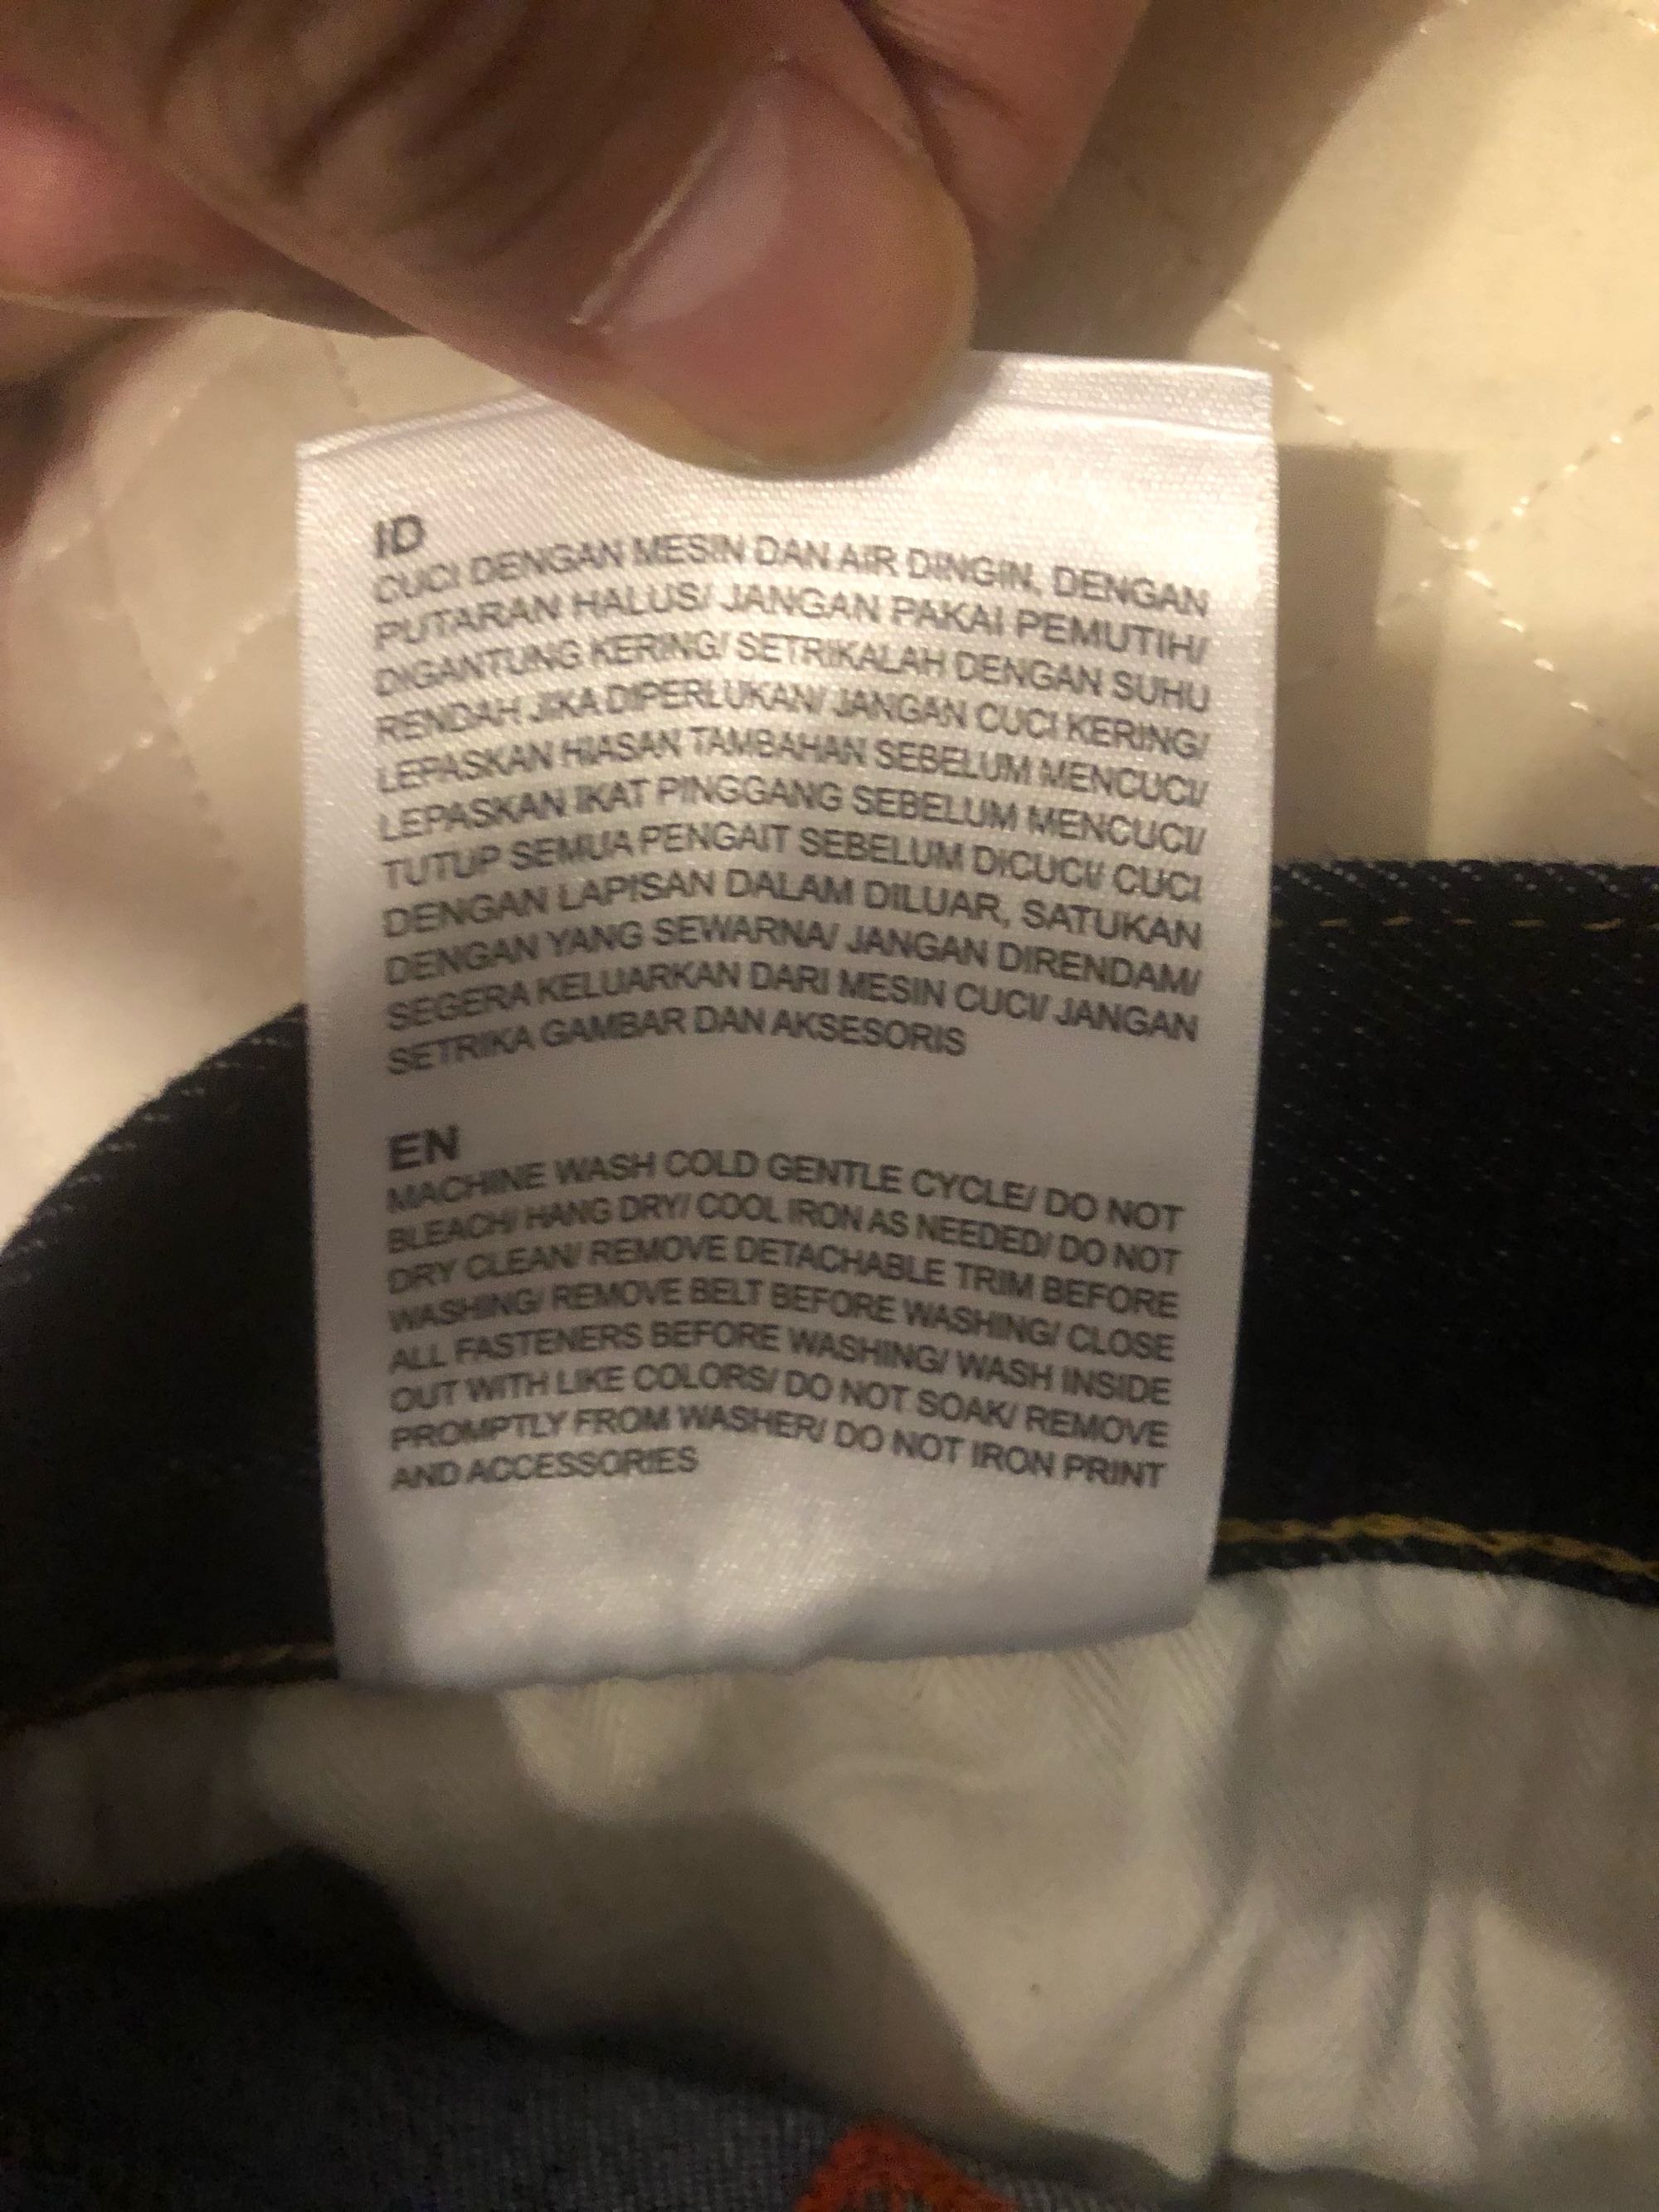 ID
CUCI DENGAN MESIN DAN AIR DINGIN, DENGAN
PUTARAN HALUS/ JANGAN PAKAI PEMUTIH/
DIGANTUNG KERING/ SETRIKALAH DENGAN SUHU
RENDAH JIKA DIPERLUKAN/ JANGAN CUCI KERING/
LEPASKAN HIASAN TAMBAHAN SEBELUM MENCUCI/
LEPASKAN IKAT PINGGANG SEBELUM MENCUCI/
TUTUP SEMUA PENGAIT SEBELUM DICUCI/ CUCI
DENGAN LAPISAN DALAM DILUAR, SATUKAN
DENGAN YANG SEWARNA/ JANGAN DIRENDAM/
SEGERA KELUARKAN DARI MESIN CUCI/ JANGAN
SETRIKA GAMBAR DAN AKSESORIS
EN
MACHINE WASH COLD GENTLE CYCLE/ DO NOT
BLEACH/ HANG DRY/ COOL IRON AS NEEDED/ DO NOT
DRY CLEAN/ REMOVE DETACHABLE TRIM BEFORE
WASHING/ REMOVE BELT BEFORE WASHING/ CLOSE
ALL FASTENERS BEFORE WASHING/ WASH INSIDE
OUT WITH LIKE COLORS/ DO NOT SOAK/ REMOVE
PROMPTLY FROM WASHER/ DO NOT IRON PRINT
AND ACCESSORIES